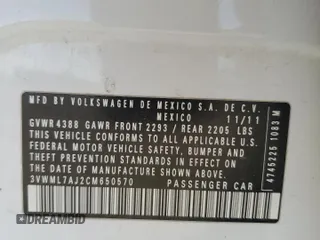 MFD BY VOLKSWAGEN DE MEXICO S.A. DE C.V.
MEXICO 11/11
GVWR 4388 GAWR FRONT 2293 / REAR 2205 LBS
THIS VEHICLE CONFORMS TO ALL APPLICABLE
FEDERAL MOTOR VEHICLE SAFETY, BUMPER, AND
THEFT PREVENTION STANDARDS IN EFFECT ON THE
DATE OF MANUFACTURE SHOWN ABOVE.
3VWML7AJ2CM650570 PASSENGER CAR
4745225 1083 M